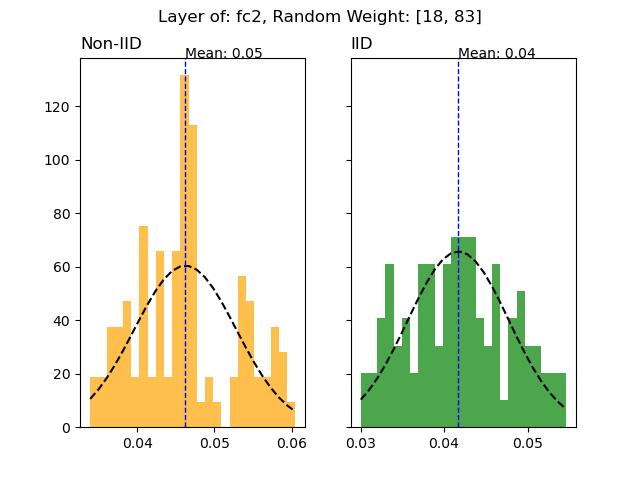 Layer of: fc2, Random Weight: [18, 83]
Non-IID
Mean: 0.05
IID
Mean: 0.04
120
100
80
60
40
20
0
0.04 0.05 0.06
0.03 0.04 0.05